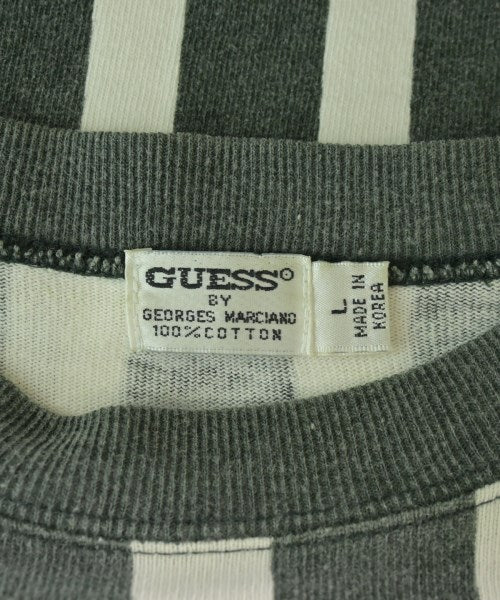 GUESS®
BY
GEORGES MARCIANO
100% COTTON
L
MADE IN
KOREA